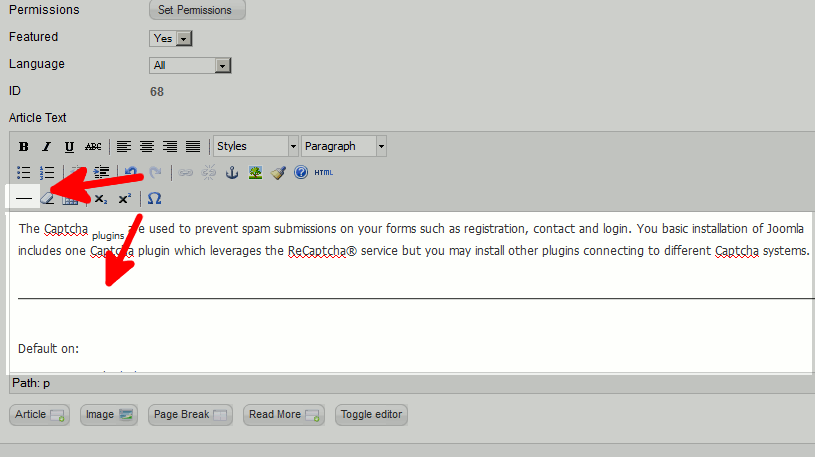 Permissions Set Permissions
Featured Yes
Language All
ID 68
Article Text
B I U ABC Styles Paragraph
HTML
x₂ x² Ω
The Captcha plugins are used to prevent spam submissions on your forms such as registration, contact and login. You basic installation of Joomla
includes one Captcha plugin which leverages the ReCaptcha® service but you may install other plugins connecting to different Captcha systems.
Default on:
Path: p
Article Image Page Break Read More Toggle editor